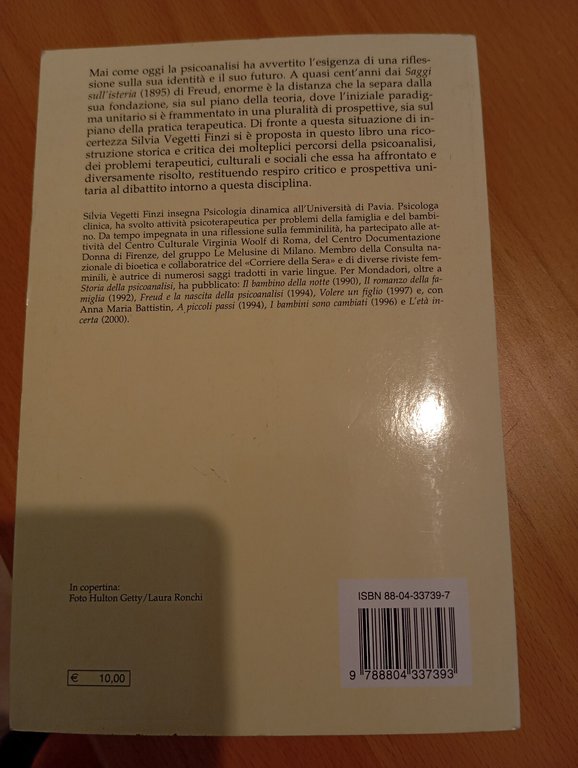 Mai come oggi la psicoanalisi ha avvertito l'esigenza di una rifles-
sione sulla sua identità e il suo futuro. A quasi cent'anni dai Saggi
sull'isteria (1895) di Freud, enorme è la distanza che la separa dalla
sua fondazione, sia sul piano della teoria, dove l'iniziale paradig-
ma unitario si è frammentato in una pluralità di prospettive, sia sul
piano della pratica terapeutica. Di fronte a questa situazione di in-
certezza Silvia Vegetti Finzi si è proposta in questo libro una rico-
struzione storica e critica dei molteplici percorsi della psicoanalisi,
dei problemi terapeutici, culturali e sociali che essa ha affrontato e
diversamente risolto, restituendo respiro critico e prospettiva uni-
taria al dibattito intorno a questa disciplina.
Silvia Vegetti Finzi insegna Psicologia dinamica all'Università di Pavia. Psicologa
clinica, ha svolto attività psicoterapeutica per problemi della famiglia e del bambi-
no. Da tempo impegnata in una riflessione sulla femminilità, ha partecipato alle at-
tività del Centro Culturale Virginia Woolf di Roma, del Centro Documentazione
Donna di Firenze, del gruppo Le Melusine di Milano. Membro della Consulta na-
zionale di bioetica e collaboratrice del «Corriere della Sera» e di diverse riviste fem-
minili, è autrice di numerosi saggi tradotti in varie lingue. Per Mondadori, oltre a
Storia della psicoanalisi, ha pubblicato: Il bambino della notte (1990), Il romanzo della fa-
miglia (1992), Freud e la nascita della psicoanalisi (1994), Volere un figlio (1997) e, con
Anna Maria Battistin, A piccoli passi (1994), I bambini sono cambiati (1996) e L'età in-
certa (2000).
In copertina:
Foto Hulton Getty/Laura Ronchi
€ 10,00
ISBN 88-04-33739-7
9 788804 337393